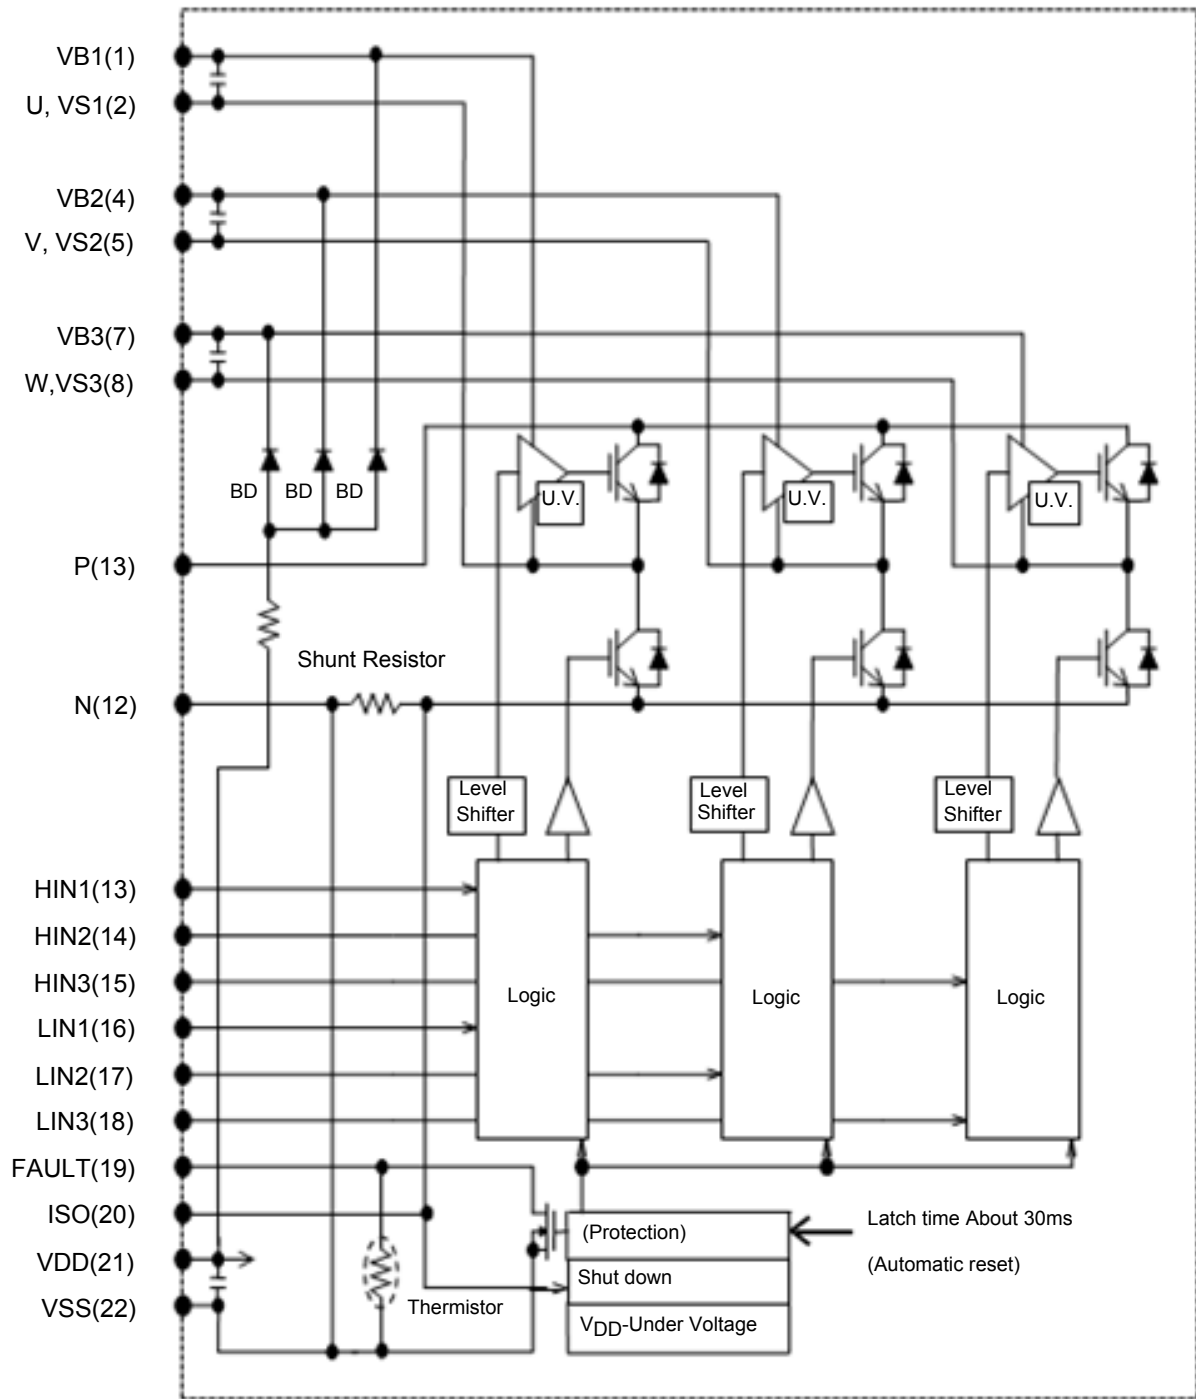 VB1(1)
U, VS1(2)
VB2(4)
V, VS2(5)
VB3(7)
W,VS3(8)
BD BD BD
U.V. U.V. U.V.
P(13)
Shunt Resistor
N(12)
Level Shifter
Level Shifter
Level Shifter
HIN1(13)
HIN2(14)
HIN3(15)
Logic Logic Logic
LIN1(16)
LIN2(17)
LIN3(18)
FAULT(19)
ISO(20)
(Protection)
Latch time About 30ms
(Automatic reset)
VDD(21)
Shut down
VSS(22)
Thermistor
VDD-Under Voltage